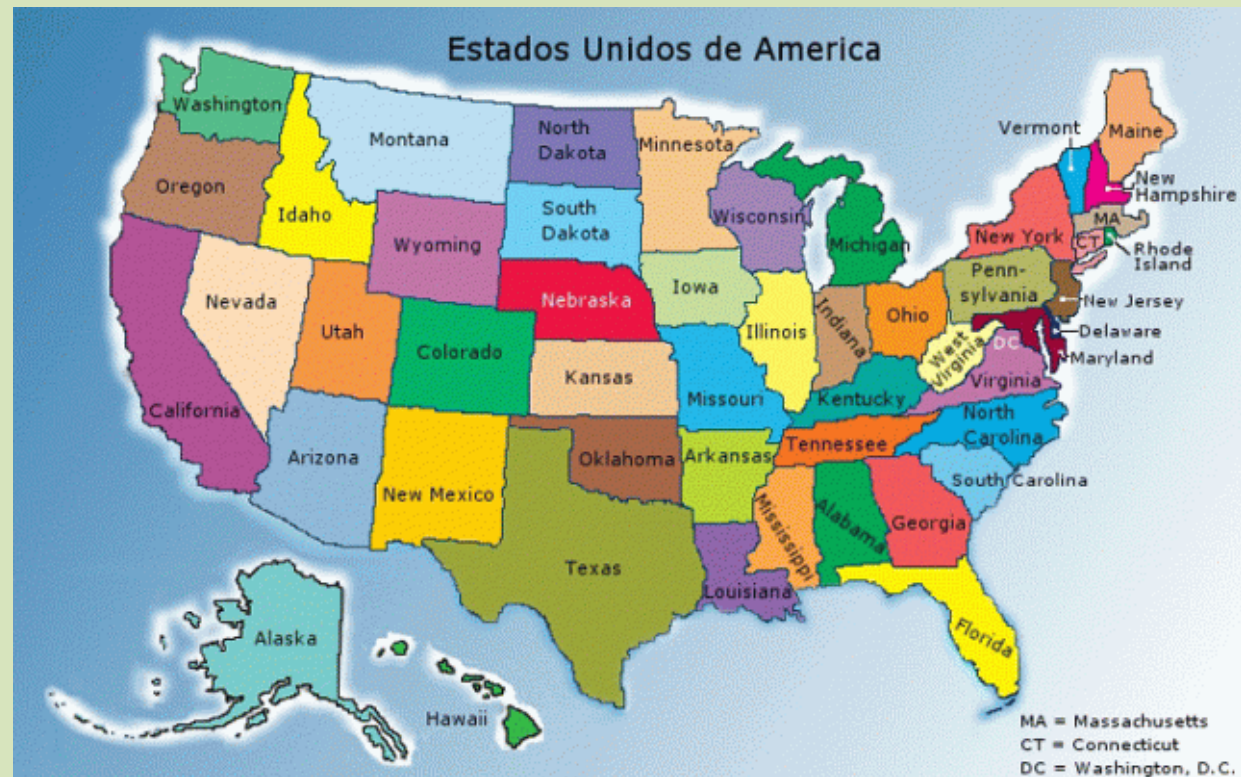 Estados Unidos de America
Washington
Montana
North
Dakota
Minnesota
Vermont
Maine
Oregon
Idaho
South
Dakota
Wisconsin
Michigan
New
Hampshire
MA
New York
CT
Rhode
Island
Wyoming
Nebraska
Iowa
Penn-
sylvania
New Jersey
Nevada
Utah
Colorado
Illinois
Indiana
Ohio
West
Virginia
DC
Delaware
Maryland
Kansas
Missouri
Kentucky
Virginia
California
Arizona
New Mexico
Oklahoma
Arkansas
Tennessee
North
Carolina
South Carolina
Texas
Louisiana
Mississippi
Alabama
Georgia
Florida
Alaska
Hawaii
MA = Massachusetts
CT = Connecticut
DC = Washington, D.C.